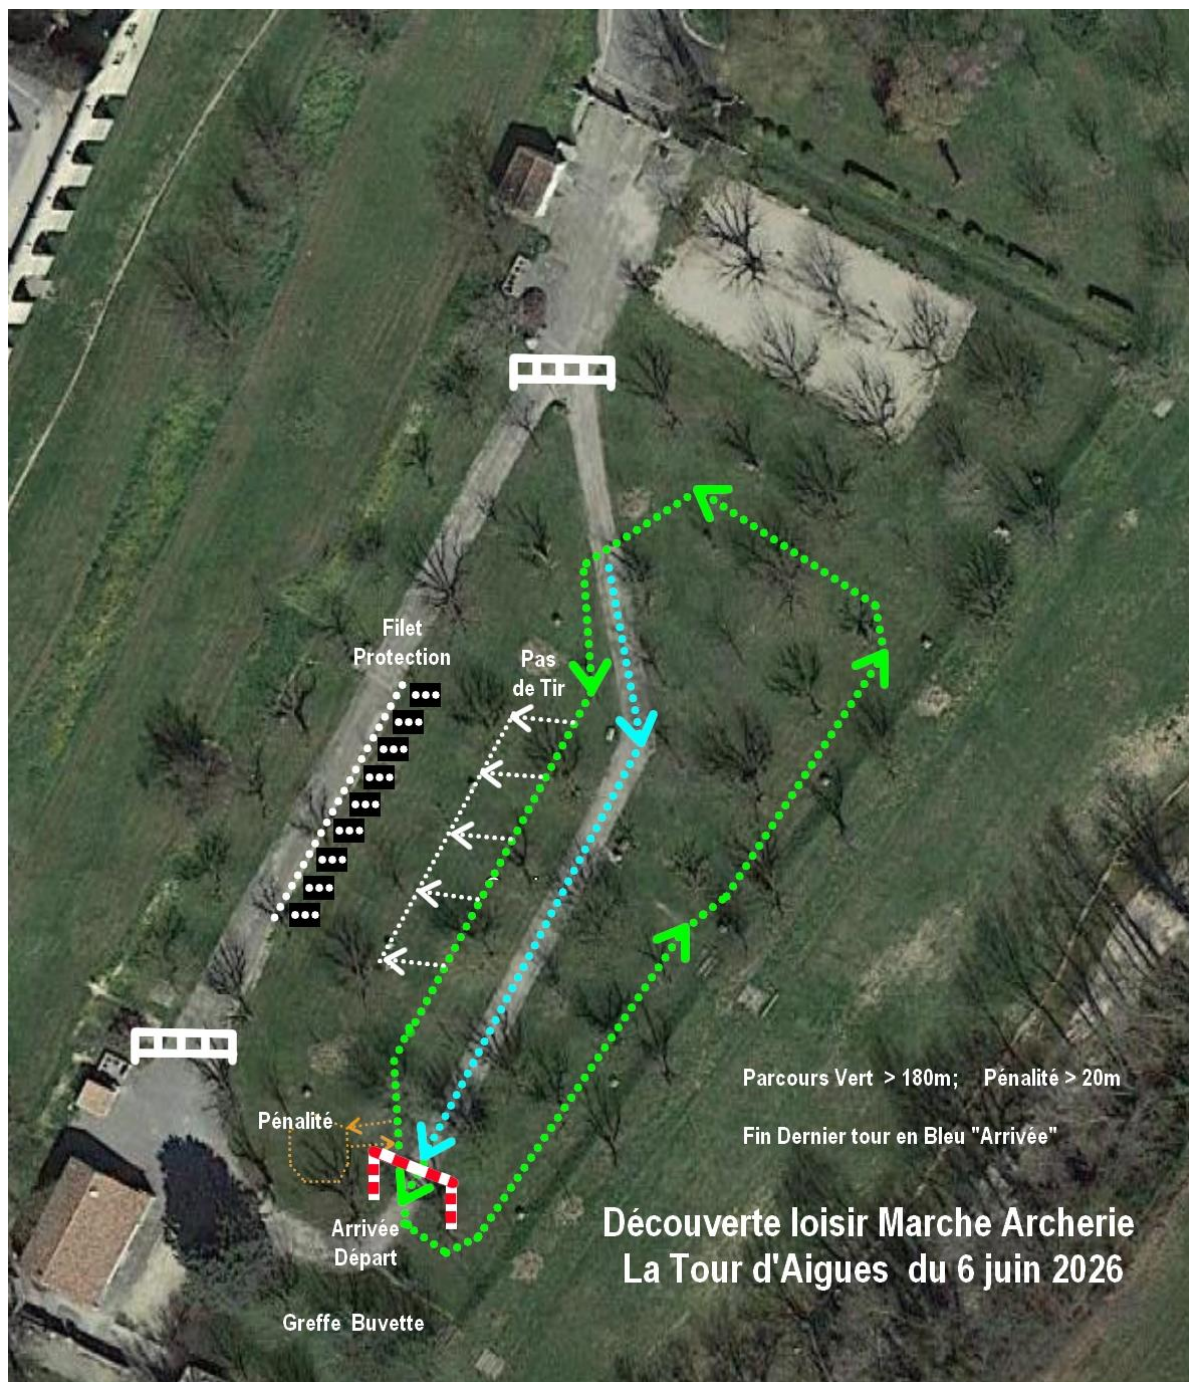 Filet
Protection
Pas
de Tir
Parcours Vert > 180m; Pénalité > 20m
Pénalité
Fin Dernier tour en Bleu "Arrivée"
Arrivée
Départ
Découverte loisir Marche Archerie
La Tour d'Aigues du 6 juin 2026
Greffe Buvette